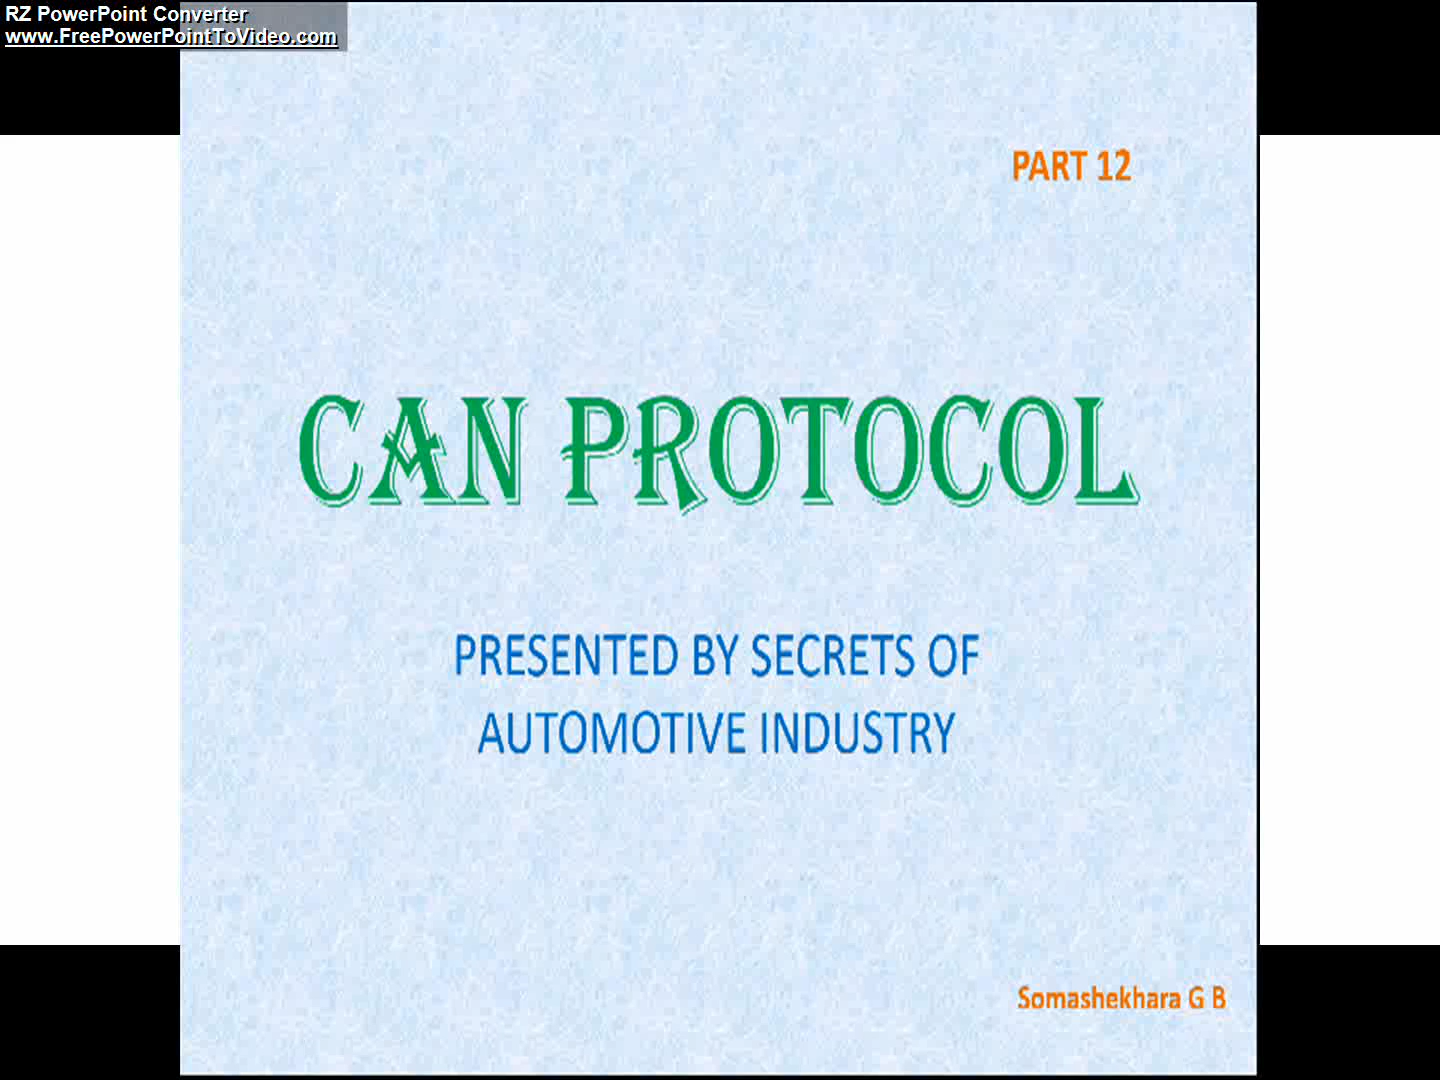 RZ PowerPoint Converter
www.FreePowerPointToVideo.com
PART 12
CAN PROTOCOL
PRESENTED BY SECRETS OF
AUTOMOTIVE INDUSTRY
Somashekhara G B